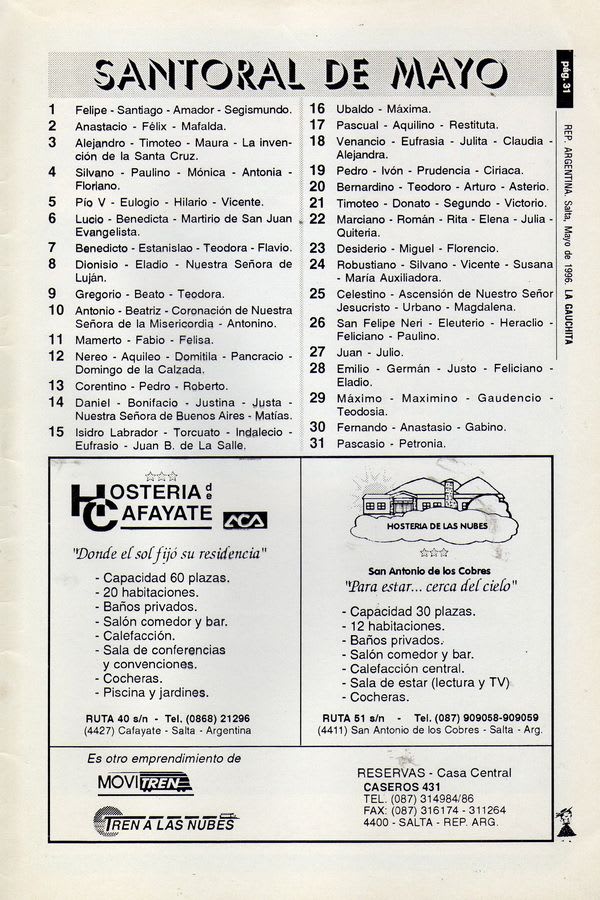 SANTORAL DE MAYO
pág. 31
REP. ARGENTINA. Salta, Mayo de 1996. LA GAUCHITA
1 Felipe - Santiago - Amador - Segismundo.
2 Anastacio - Félix - Mafalda.
3 Alejandro - Timoteo - Maura - La inven-
ción de la Santa Cruz.
4 Silvano - Paulino - Mónica - Antonia -
Floriano.
5 Pío V - Eulogio - Hilario - Vicente.
6 Lucio - Benedicta - Martirio de San Juan
Evangelista.
7 Benedicto - Estanislao - Teodora - Flavio.
8 Dionisio - Eladio - Nuestra Señora de
Luján.
9 Gregorio - Beato - Teodora.
10 Antonio - Beatriz - Coronación de Nuestra
Señora de la Misericordia - Antonino.
11 Mamerto - Fabio - Felisa.
12 Nereo - Aquileo - Domitila - Pancracio -
Domingo de la Calzada.
13 Corentino - Pedro - Roberto.
14 Daniel - Bonifacio - Justina - Justa -
Nuestra Señora de Buenos Aires - Matías.
15 Isidro Labrador - Torcuato - Indalecio -
Eufrasio - Juan B. de La Salle.
16 Ubaldo - Máxima.
17 Pascual - Aquilino - Restituta.
18 Venancio - Eufrasia - Julita - Claudia -
Alejandra.
19 Pedro - Ivón - Prudencia - Ciriaca.
20 Bernardino - Teodoro - Arturo - Asterio.
21 Timoteo - Donato - Segundo - Victorio.
22 Marciano - Román - Rita - Elena - Julia -
Quiteria.
23 Desiderio - Miguel - Florencio.
24 Robustiano - Silvano - Vicente - Susana
- María Auxiliadora.
25 Celestino - Ascensión de Nuestro Señor
Jesucristo - Urbano - Magdalena.
26 San Felipe Neri - Eleuterio - Heraclio -
Feliciano - Paulino.
27 Juan - Julio.
28 Emilio - Germán - Justo - Feliciano -
Eladio.
29 Máximo - Maximino - Gaudencio -
Teodosia.
30 Fernando - Anastasio - Gabino.
31 Pascasio - Petronia.
HOSTERIA de
CAFAYATE
ACA
"Donde el sol fijó su residencia"
- Capacidad 60 plazas.
- 20 habitaciones.
- Baños privados.
- Salón comedor y bar.
- Calefacción.
- Sala de conferencias
y convenciones.
- Cocheras.
- Piscina y jardines.
RUTA 40 s/n - Tel. (0868) 21296
(4427) Cafayate - Salta - Argentina
HOSTERIA DE LAS NUBES
San Antonio de los Cobres
"Para estar... cerca del cielo"
- Capacidad 30 plazas.
- 12 habitaciones.
- Baños privados.
- Salón comedor y bar.
- Calefacción central.
- Sala de estar (lectura y TV)
- Cocheras.
RUTA 51 s/n - Tel. (087) 909058-909059
(4411) San Antonio de los Cobres - Salta - Arg.
Es otro emprendimiento de
MOVITREN
TREN A LAS NUBES
RESERVAS - Casa Central
CASEROS 431
TEL. (087) 314984/86
FAX: (087) 316174 - 311264
4400 - SALTA - REP. ARG.